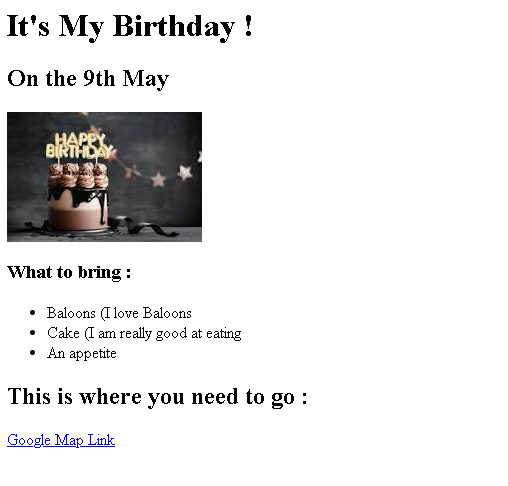 It's My Birthday !
On the 9th May
HAPPY
BIRTHDAY
What to bring :
Baloons (I love Baloons
Cake (I am really good at eating
An appetite
This is where you need to go :
Google Map Link